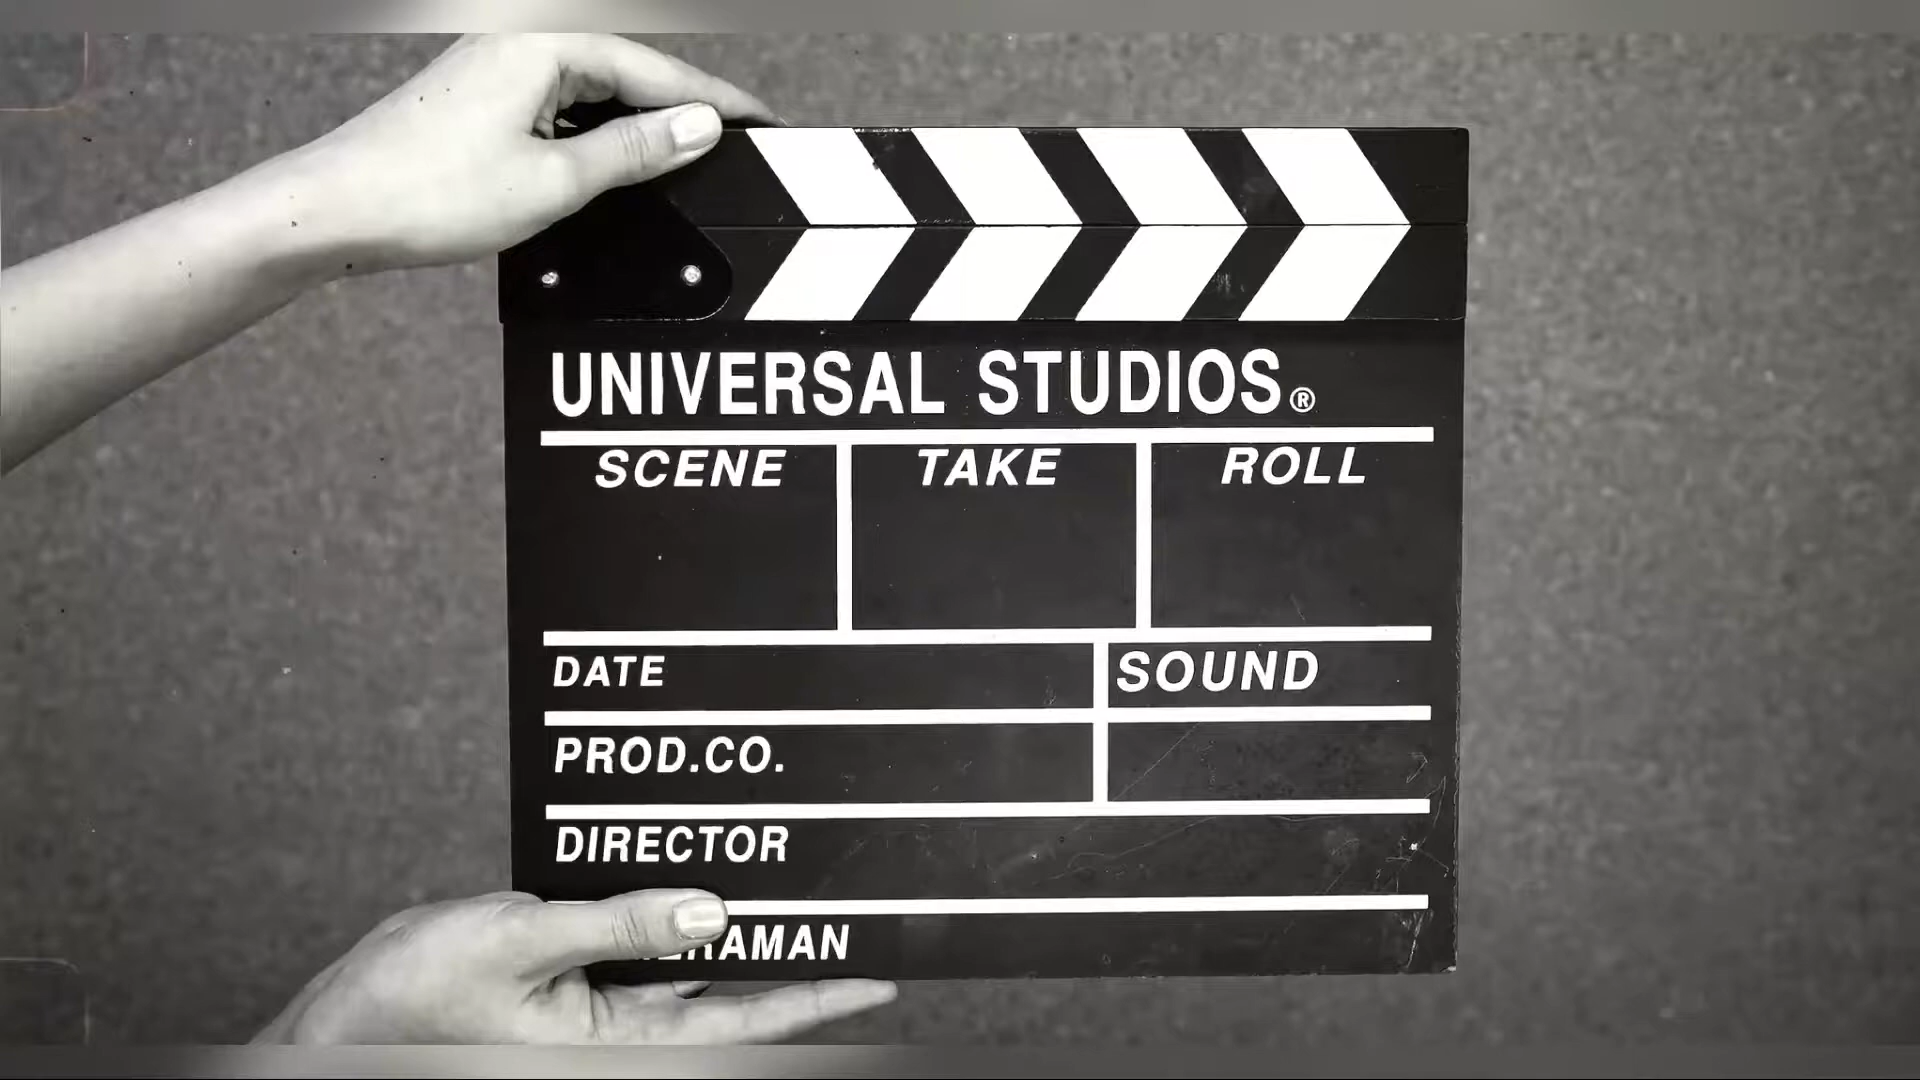 UNIVERSAL STUDIOS®
SCENE TAKE ROLL
DATE SOUND
PROD.CO.
DIRECTOR